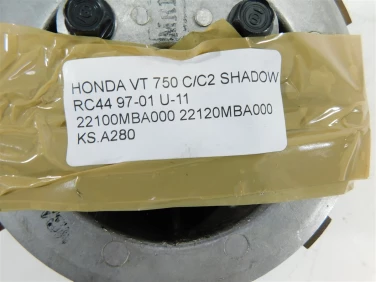 HONDA VT 750 C/C2 SHADOW
RC44 97-01 U-11
22100MBA000 22120MBA000
KS.A280